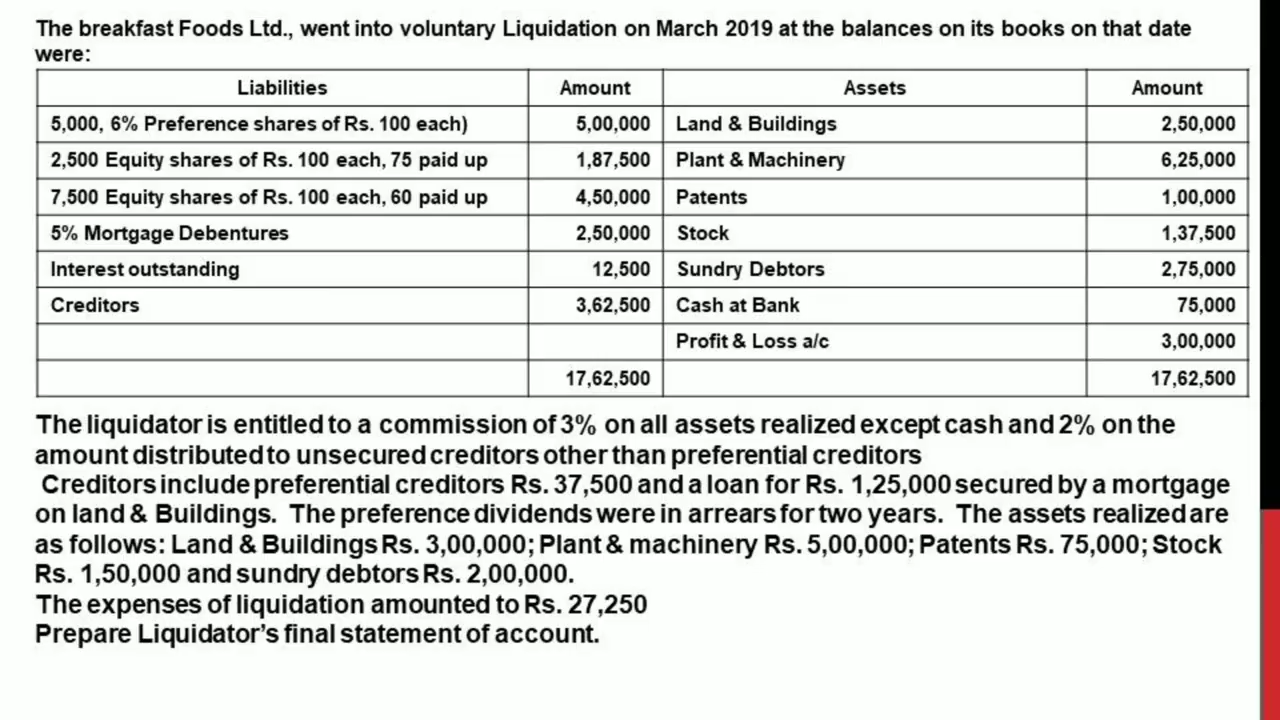 The breakfast Foods Ltd., went into voluntary Liquidation on March 2019 at the balances on its books on that date
were:
Liabilities Amount Assets Amount
5,000, 6% Preference shares of Rs. 100 each) 5,00,000 Land & Buildings 2,50,000
2,500 Equity shares of Rs. 100 each, 75 paid up 1,87,500 Plant & Machinery 6,25,000
7,500 Equity shares of Rs. 100 each, 60 paid up 4,50,000 Patents 1,00,000
5% Mortgage Debentures 2,50,000 Stock 1,37,500
Interest outstanding 12,500 Sundry Debtors 2,75,000
Creditors 3,62,500 Cash at Bank 75,000
Profit & Loss a/c 3,00,000
17,62,500 17,62,500
The liquidator is entitled to a commission of 3% on all assets realized except cash and 2% on the
amount distributed to unsecured creditors other than preferential creditors
Creditors include preferential creditors Rs. 37,500 and a loan for Rs. 1,25,000 secured by a mortgage
on land & Buildings. The preference dividends were in arrears for two years. The assets realized are
as follows: Land & Buildings Rs. 3,00,000; Plant & machinery Rs. 5,00,000; Patents Rs. 75,000; Stock
Rs. 1,50,000 and sundry debtors Rs. 2,00,000.
The expenses of liquidation amounted to Rs. 27,250
Prepare Liquidator's final statement of account.